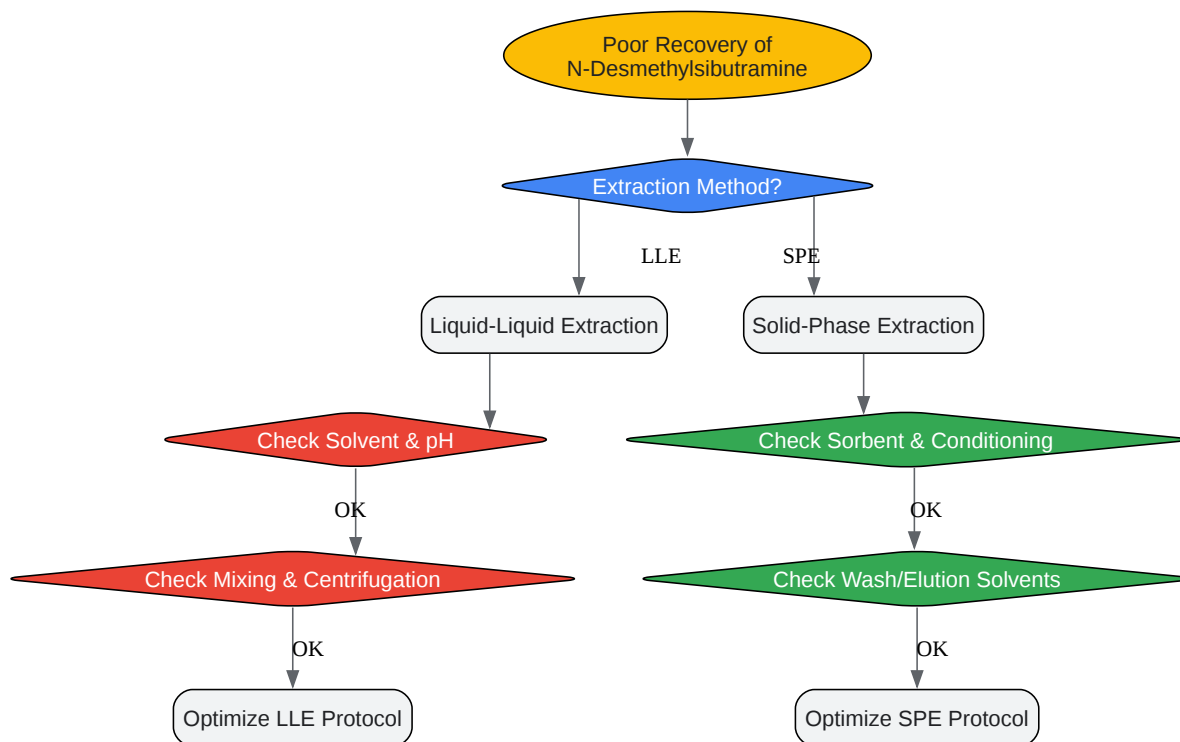 Poor Recovery of
N-Desmethylsibutramine
Extraction Method?
LLE
SPE
Liquid-Liquid Extraction
Solid-Phase Extraction
Check Solvent & pH
Check Sorbent & Conditioning
OK
OK
Check Mixing & Centrifugation
Check Wash/Elution Solvents
OK
OK
Optimize LLE Protocol
Optimize SPE Protocol